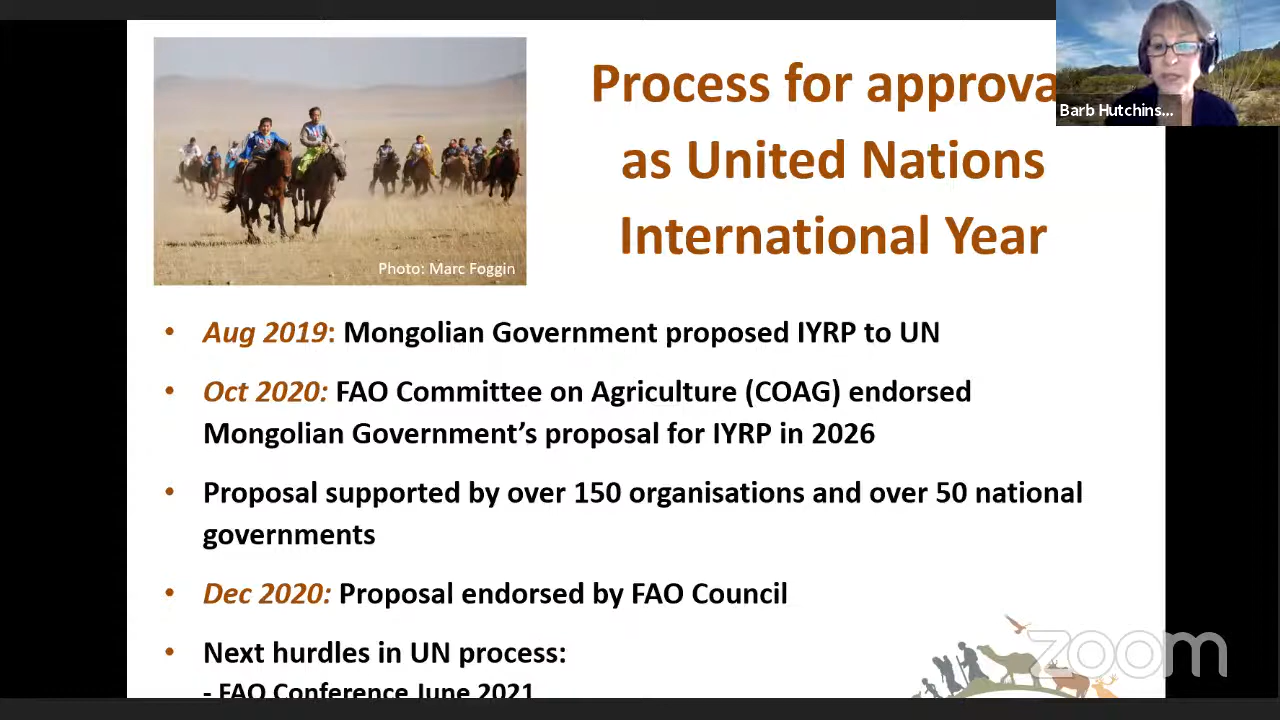 Process for approva
as United Nations
International Year
Barb Hutchins...
Photo: Marc Foggin
• Aug 2019: Mongolian Government proposed IYRP to UN
• Oct 2020: FAO Committee on Agriculture (COAG) endorsed
Mongolian Government’s proposal for IYRP in 2026
• Proposal supported by over 150 organisations and over 50 national
governments
• Dec 2020: Proposal endorsed by FAO Council
• Next hurdles in UN process:
- FAO Conference June 2021
zoom